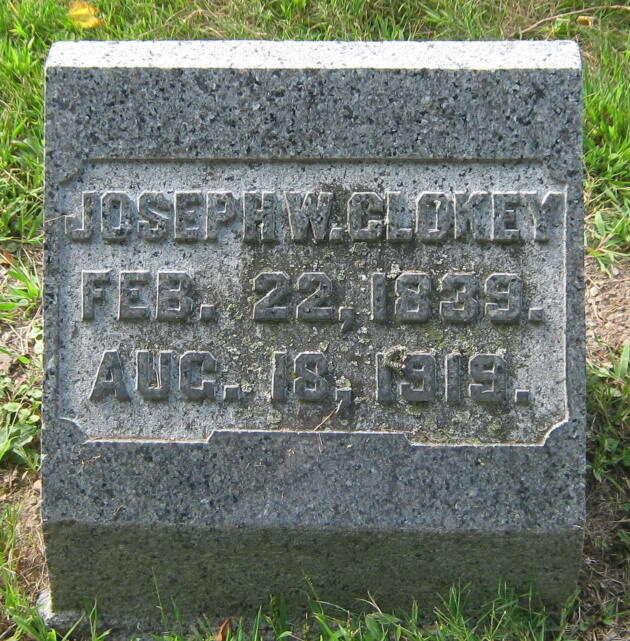 JOSEPH W. CLOKEY
FEB. 22, 1839.
AUG. 18, 1919.